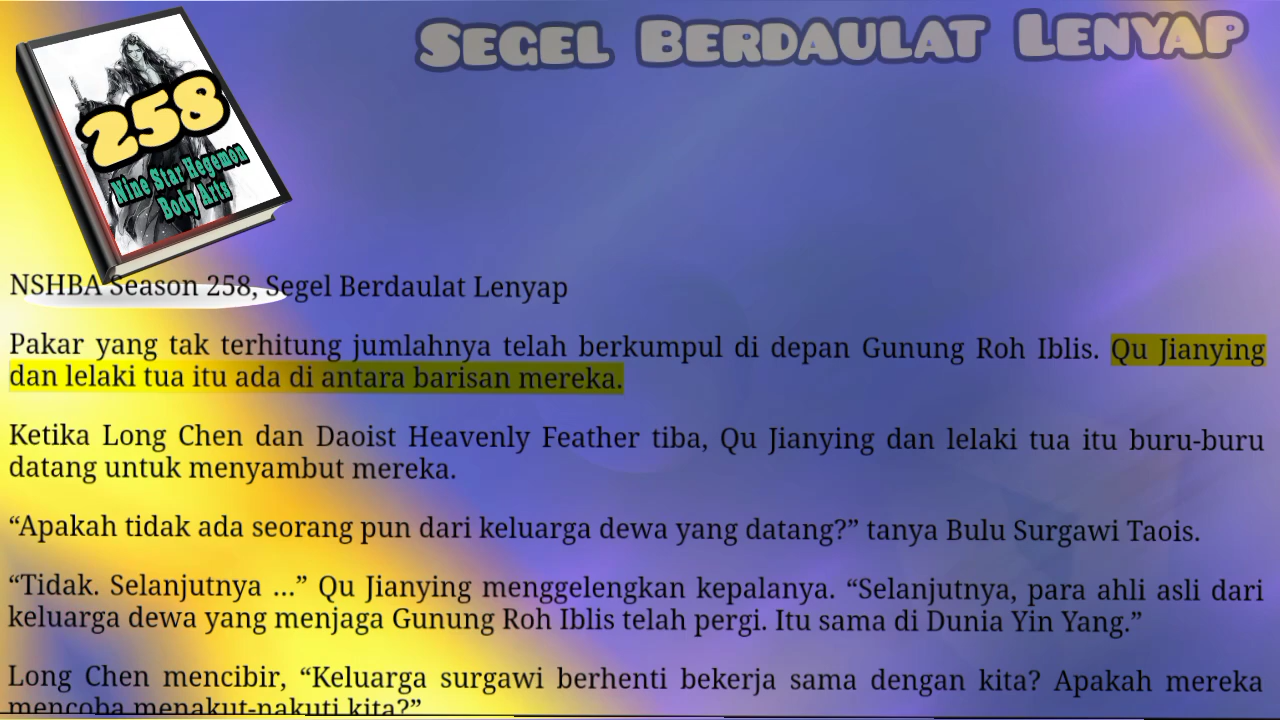 Segel Berdaulat Lenyap
258
Nine Star Hegemon
Body Arts
NSHBA Season 258, Segel Berdaulat Lenyap
Pakar yang tak terhitung jumlahnya telah berkumpul di depan Gunung Roh Iblis. Qu Jianying
dan lelaki tua itu ada di antara barisan mereka.
Ketika Long Chen dan Daoist Heavenly Feather tiba, Qu Jianying dan lelaki tua itu buru-buru
datang untuk menyambut mereka.
“Apakah tidak ada seorang pun dari keluarga dewa yang datang?” tanya Bulu Surgawi Taois.
“Tidak. Selanjutnya ...” Qu Jianying menggelengkan kepalanya. “Selanjutnya, para ahli asli dari
keluarga dewa yang menjaga Gunung Roh Iblis telah pergi. Itu sama di Dunia Yin Yang.”
Long Chen mencibir, “Keluarga surgawi berhenti bekerja sama dengan kita? Apakah mereka
mencoba menakut-nakuti kita?”